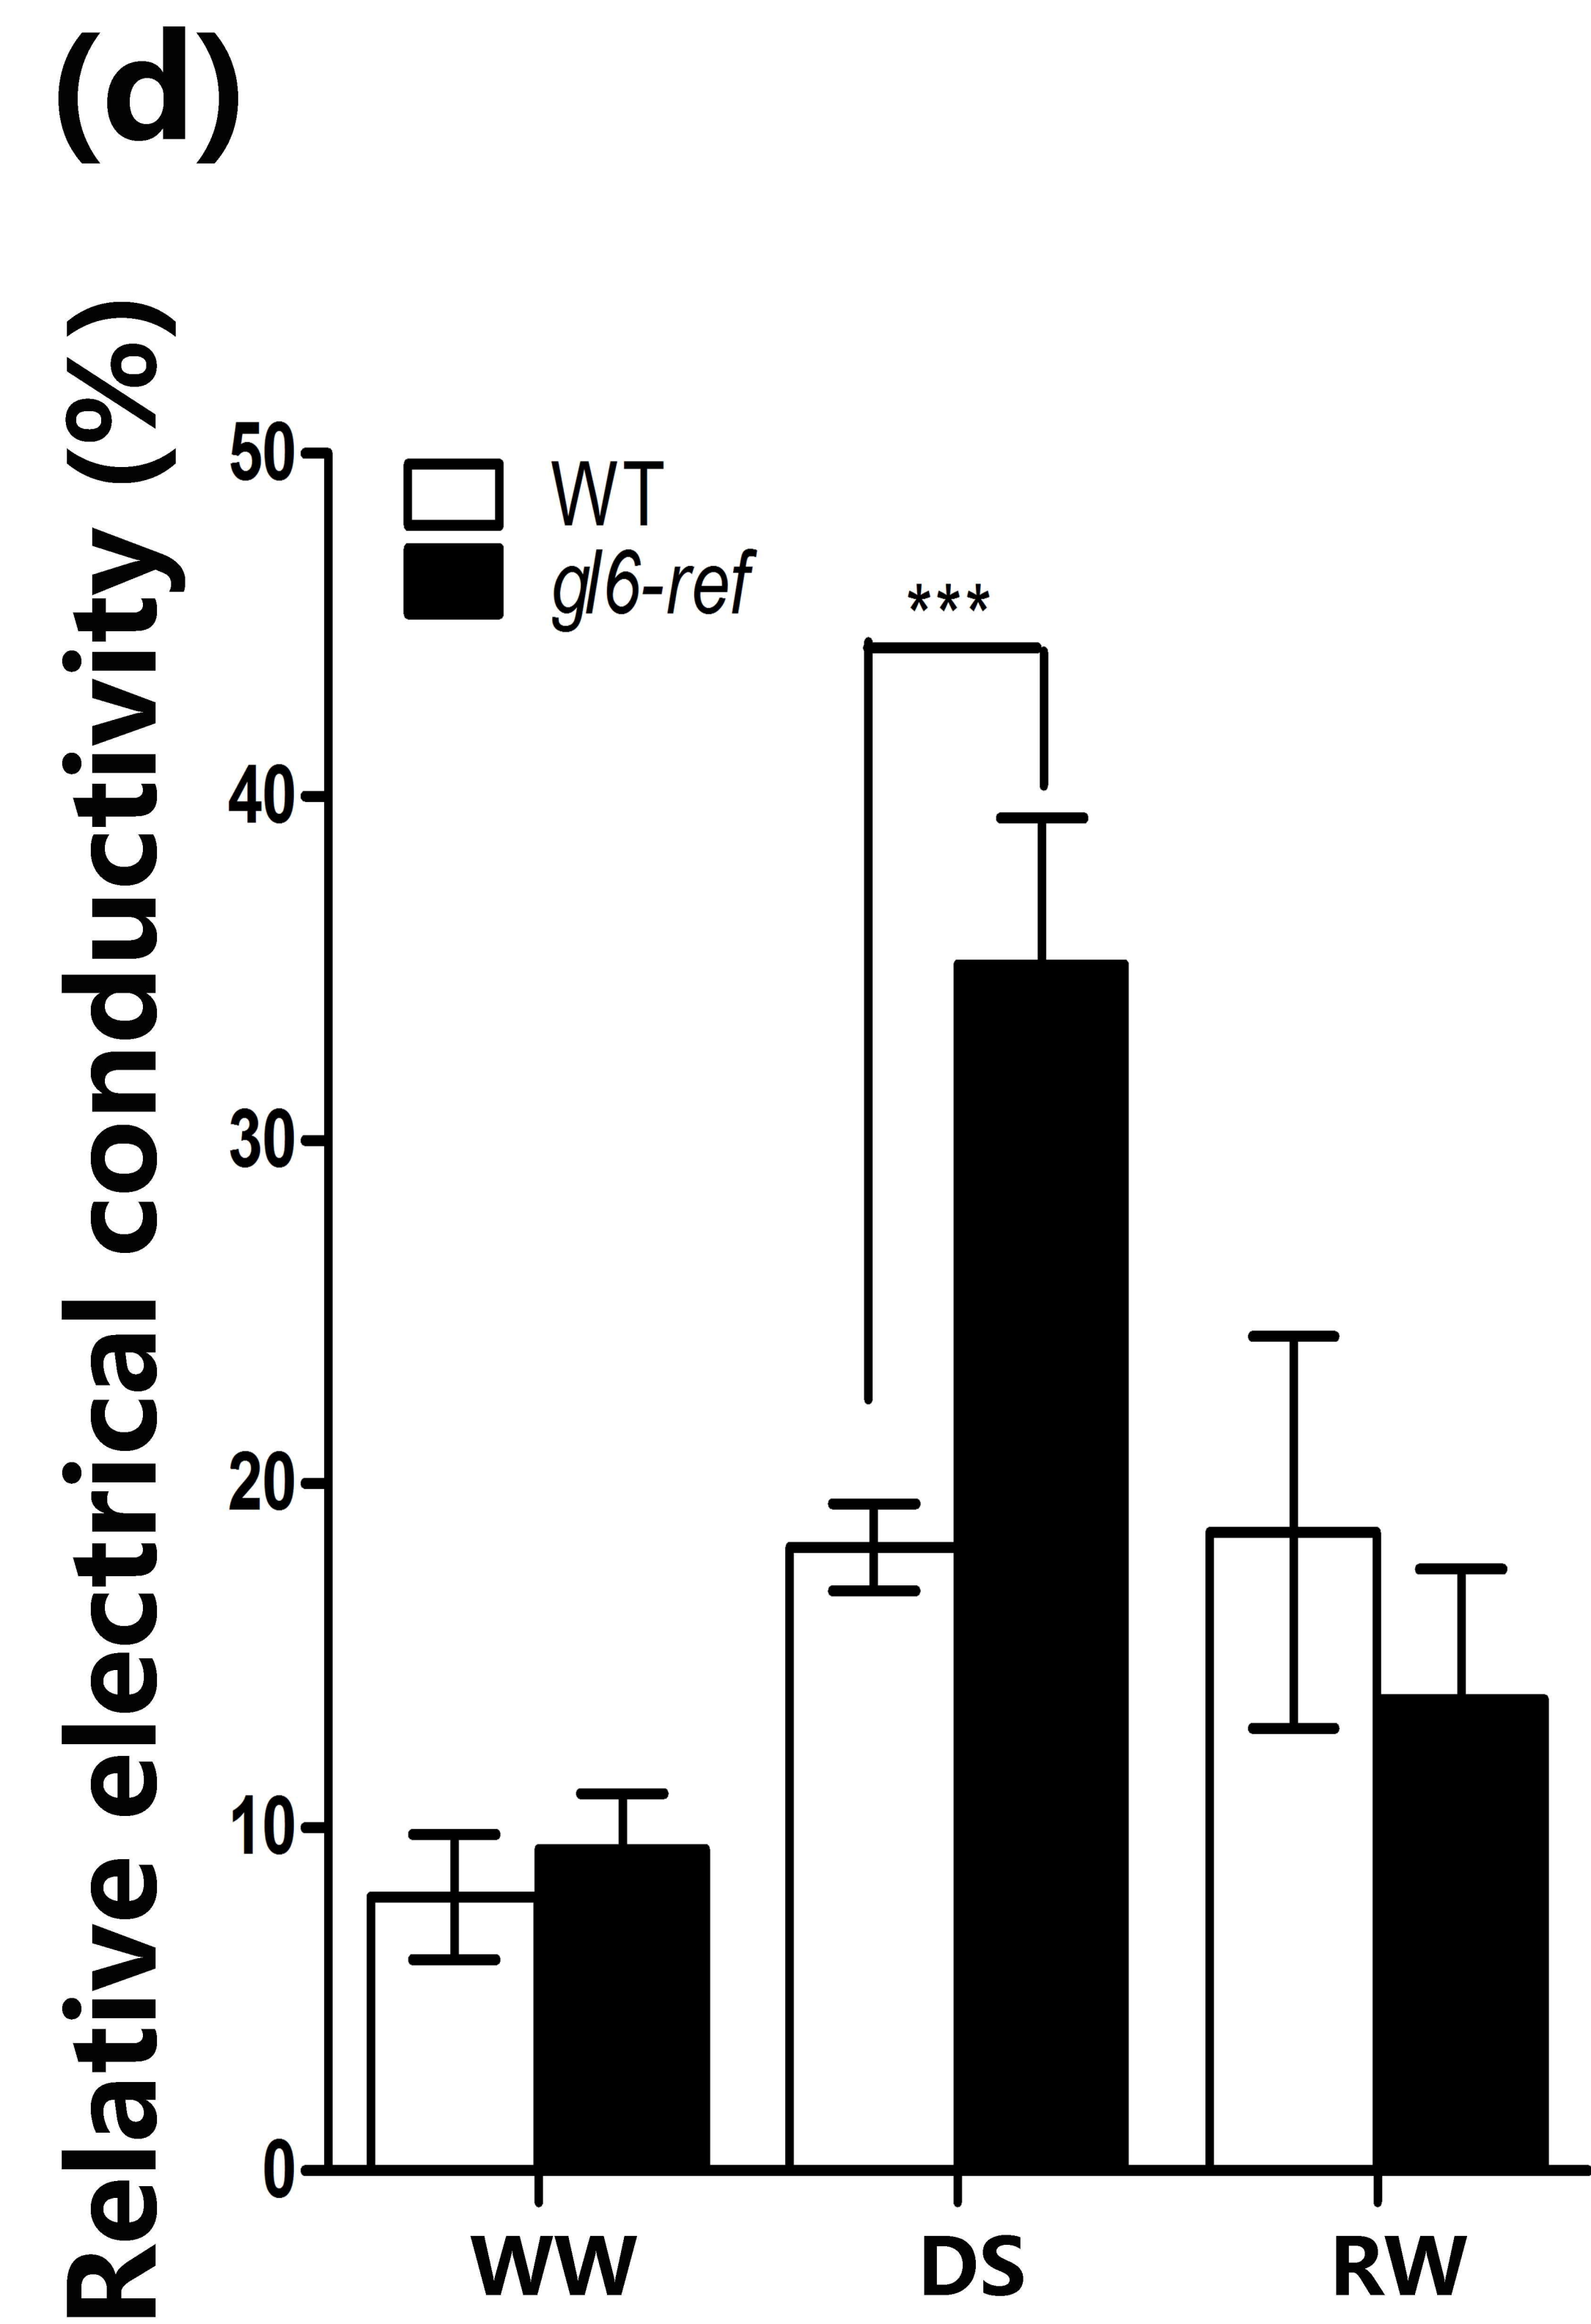 (d)
Relative electrical conductivity (%)
50
40
30
20
10
0
WT
gl6-ref
***
WW
DS
RW